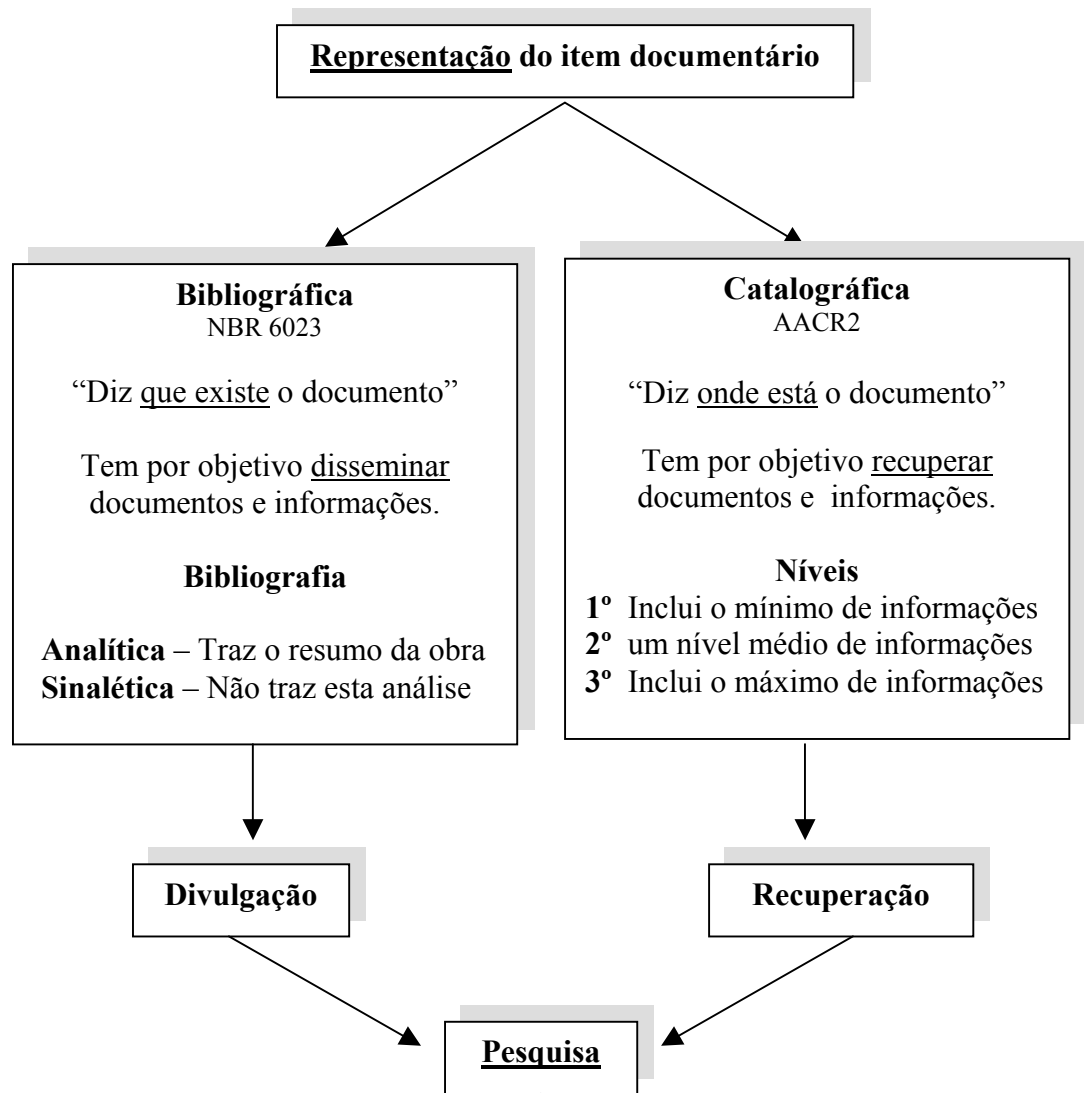 Representação do item documentário
Bibliográfica
NBR 6023
“Diz que existe o documento”
Tem por objetivo disseminar
documentos e informações.
Bibliografia
Analítica – Traz o resumo da obra
Sinalética – Não traz esta análise
Catalográfica
AACR2
“Diz onde está o documento”
Tem por objetivo recuperar
documentos e informações.
Níveis
1º Inclui o mínimo de informações
2º um nível médio de informações
3º Inclui o máximo de informações
Divulgação
Recuperação
Pesquisa